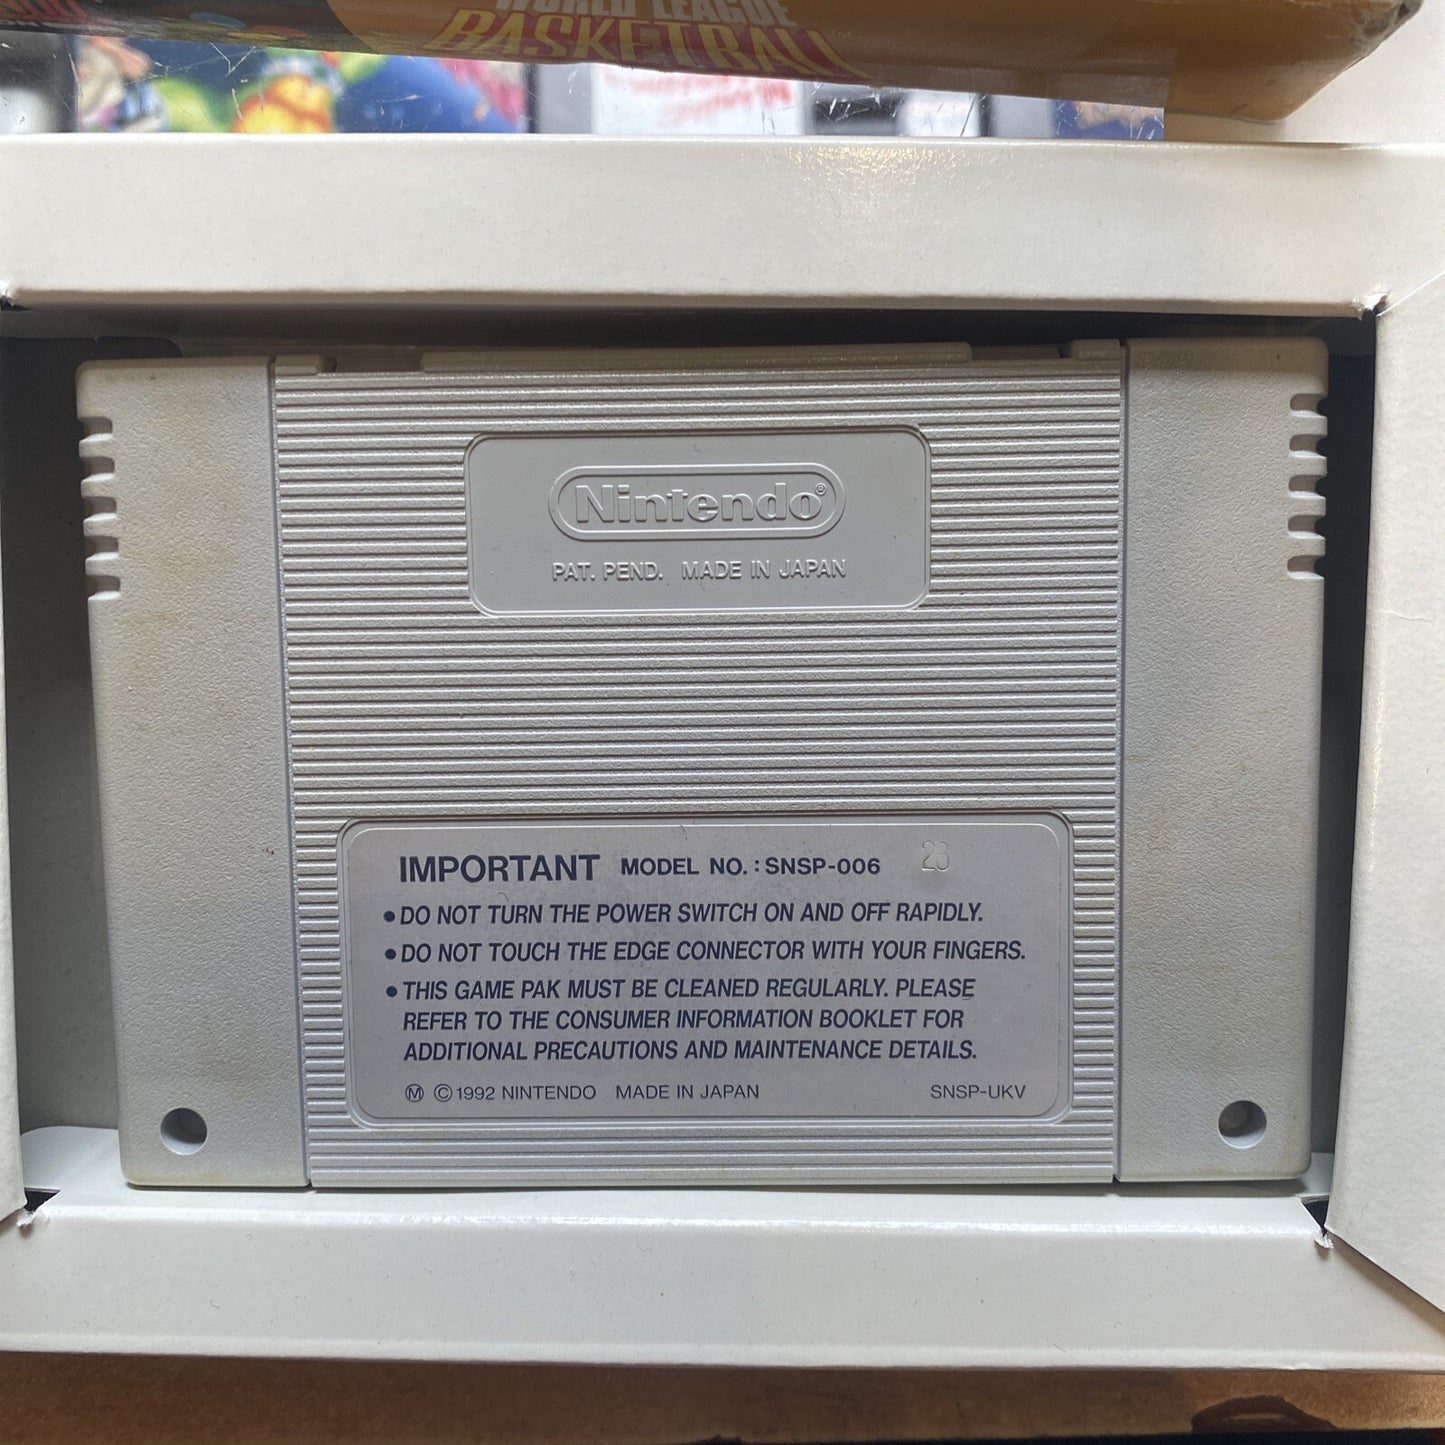 WORLD LEAGUE
BASKETBALL
Nintendo®
PAT. PEND. MADE IN JAPAN
IMPORTANT MODEL NO.: SNSP-006 23
• DO NOT TURN THE POWER SWITCH ON AND OFF RAPIDLY.
• DO NOT TOUCH THE EDGE CONNECTOR WITH YOUR FINGERS.
• THIS GAME PAK MUST BE CLEANED REGULARLY. PLEASE
REFER TO THE CONSUMER INFORMATION BOOKLET FOR
ADDITIONAL PRECAUTIONS AND MAINTENANCE DETAILS.
Ⓜ © 1992 NINTENDO MADE IN JAPAN SNSP-UKV